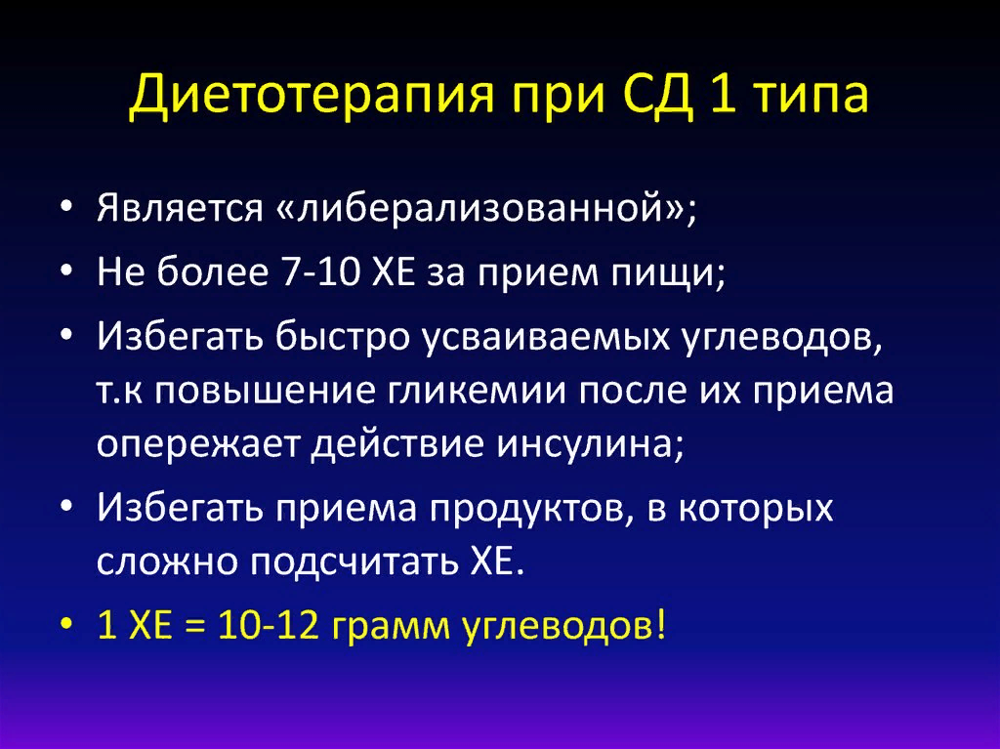 Диетотерапия при СД 1 типа
• Является «либерализованной»;
• Не более 7-10 ХЕ за прием пищи;
• Избегать быстро усваиваемых углеводов,
т.к повышение гликемии после их приема
опережает действие инсулина;
• Избегать приема продуктов, в которых
сложно подсчитать ХЕ.
• 1 ХЕ = 10-12 грамм углеводов!